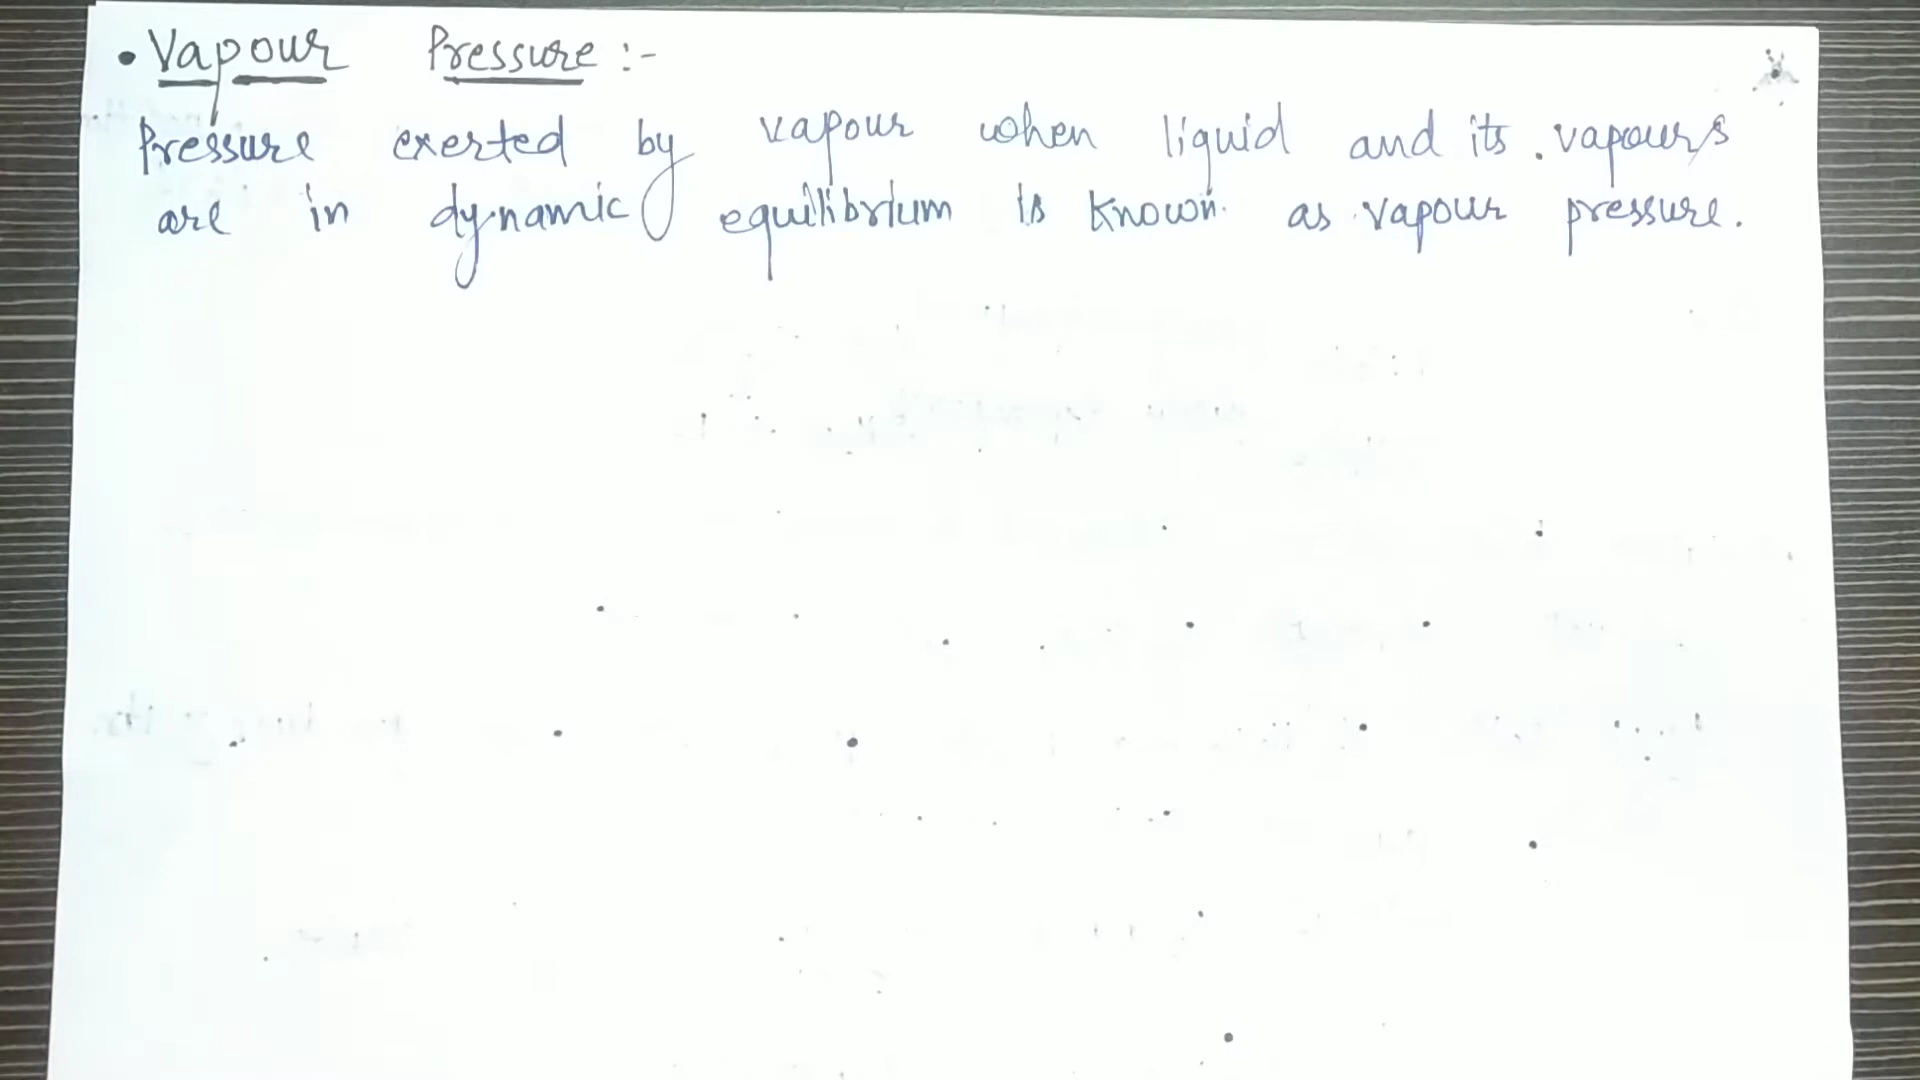 • Vapour Pressure :-
Pressure exerted by vapour when liquid and its vapours
are in dynamic equilibrium is known as vapour pressure.